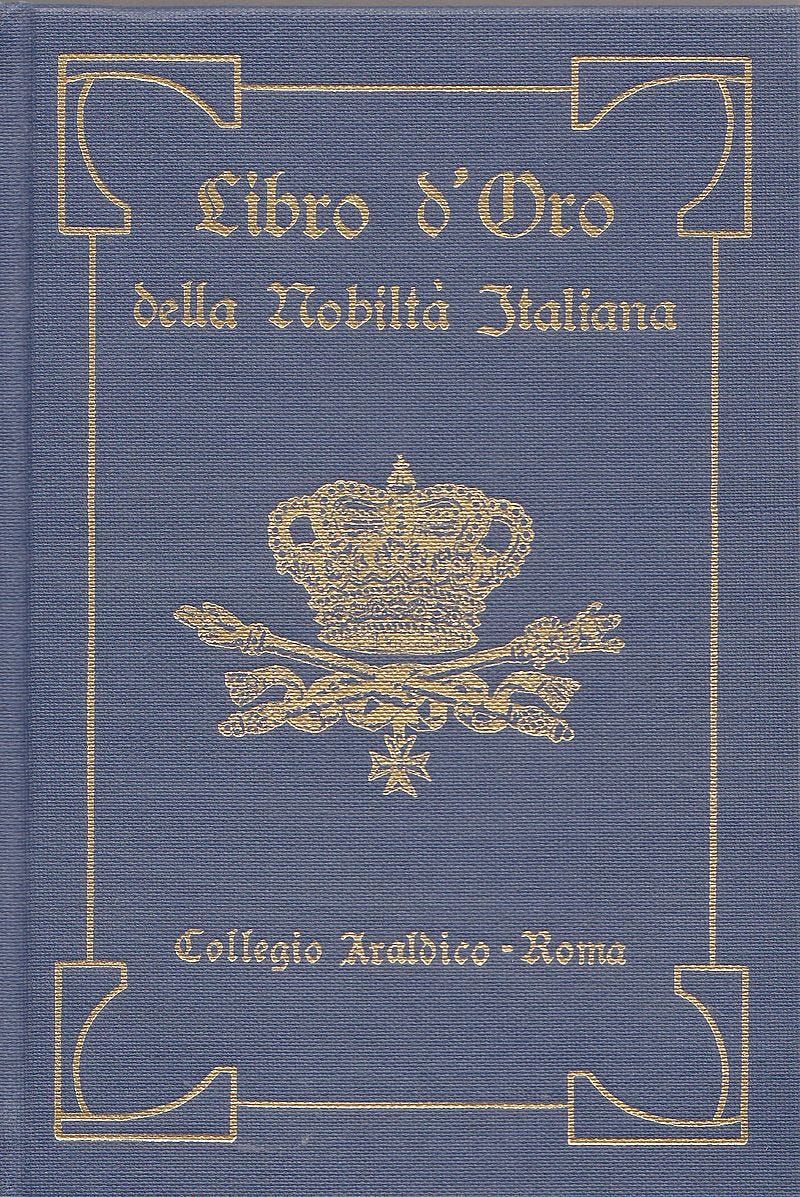 Libro d'Oro
della Nobiltà Italiana
Collegio Araldico - Roma